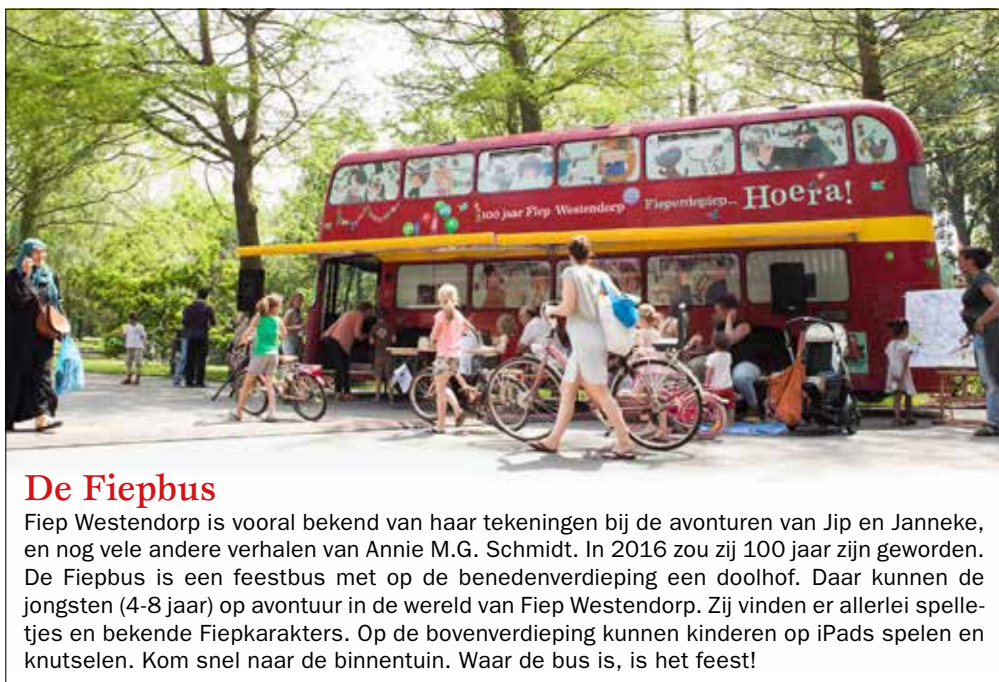 100 jaar Fiep Westendorp Fieperdepiep... Hoera!
De Fiepbus
Fiep Westendorp is vooral bekend van haar tekeningen bij de avonturen van Jip en Janneke,
en nog vele andere verhalen van Annie M.G. Schmidt. In 2016 zou zij 100 jaar zijn geworden.
De Fiepbus is een feestbus met op de benedenverdieping een doolhof. Daar kunnen de
jongsten (4-8 jaar) op avontuur in de wereld van Fiep Westendorp. Zij vinden er allerlei spelle-
tjes en bekende Fiepkarakters. Op de bovenverdieping kunnen kinderen op iPads spelen en
knutselen. Kom snel naar de binnentuin. Waar de bus is, is het feest!